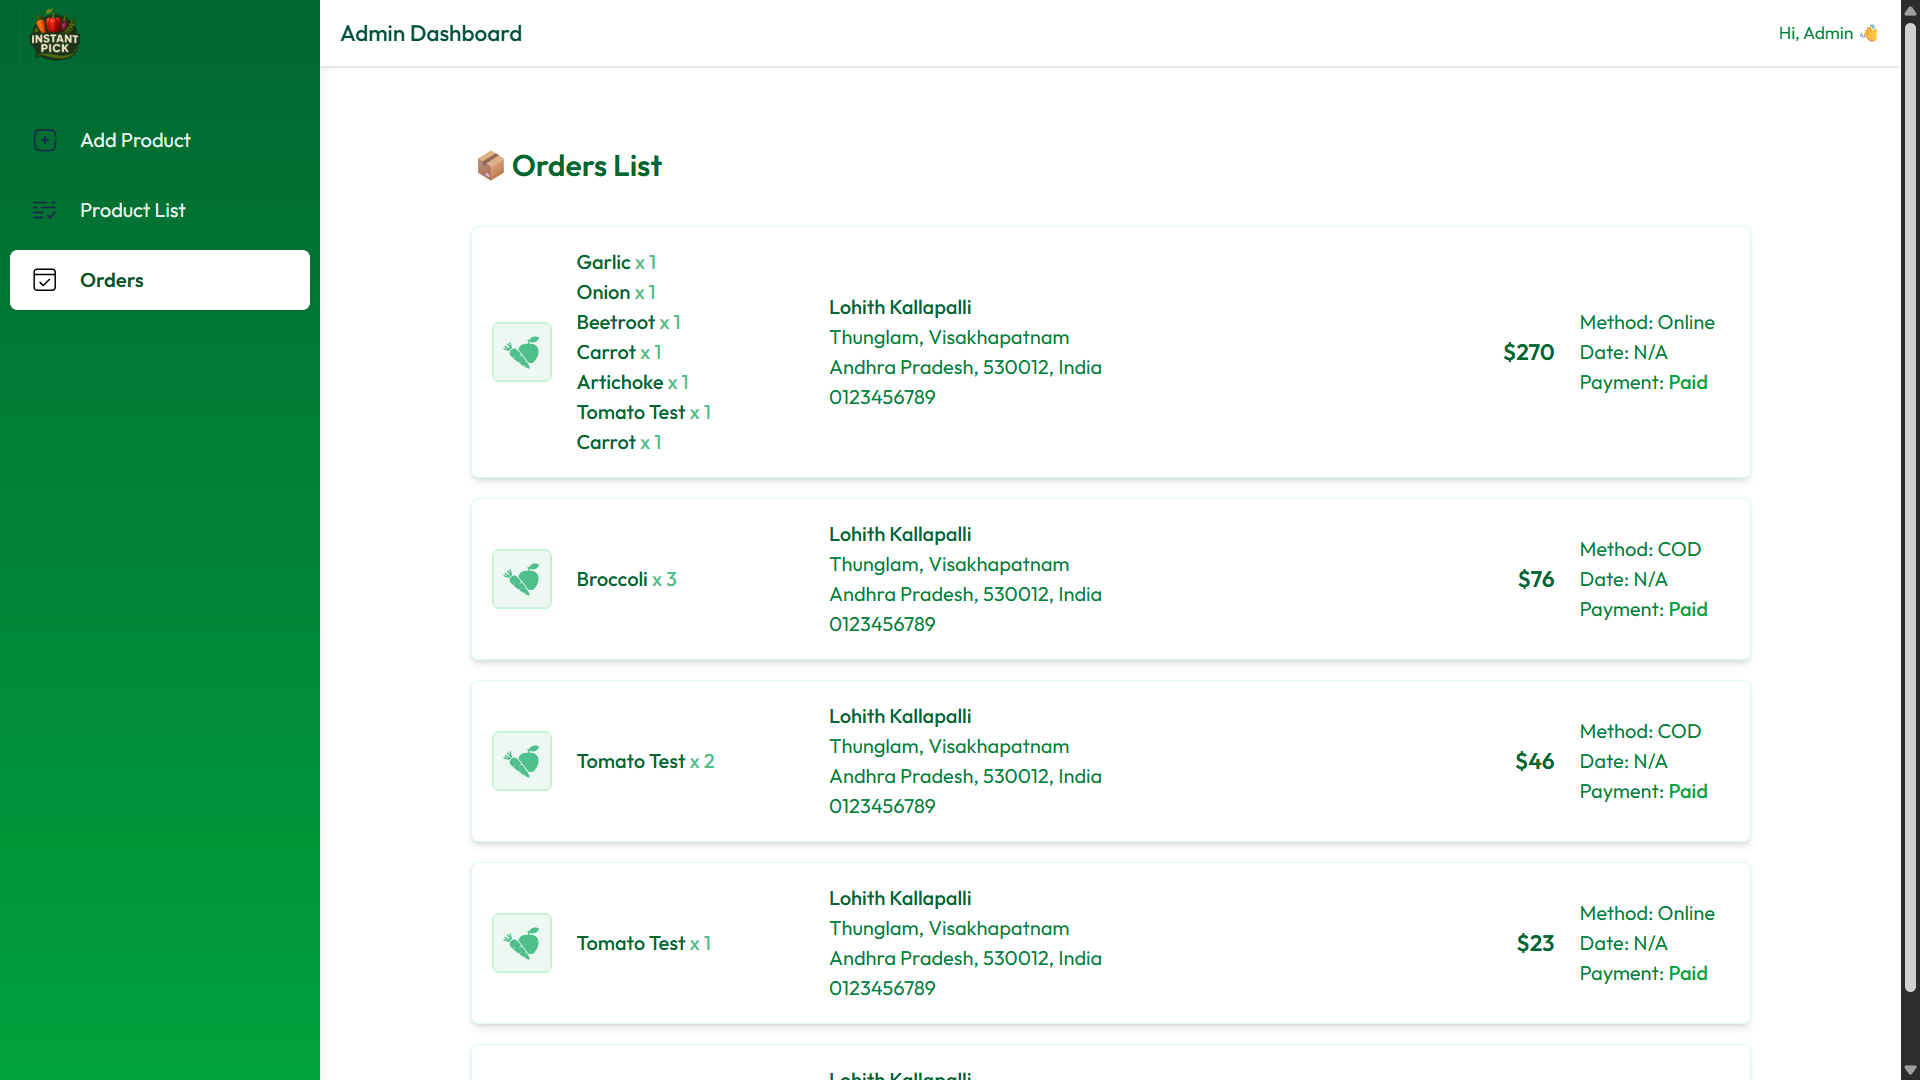 INSTANT
PICK
Admin Dashboard
Hi, Admin 👋
Add Product
Product List
Orders
📦 Orders List
Garlic x 1
Onion x 1
Beetroot x 1
Carrot x 1
Artichoke x 1
Tomato Test x 1
Carrot x 1
Lohith Kallapalli
Thunglam, Visakhapatnam
Andhra Pradesh, 530012, India
0123456789
$270
Method: Online
Date: N/A
Payment: Paid
Broccoli x 3
Lohith Kallapalli
Thunglam, Visakhapatnam
Andhra Pradesh, 530012, India
0123456789
$76
Method: COD
Date: N/A
Payment: Paid
Tomato Test x 2
Lohith Kallapalli
Thunglam, Visakhapatnam
Andhra Pradesh, 530012, India
0123456789
$46
Method: COD
Date: N/A
Payment: Paid
Tomato Test x 1
Lohith Kallapalli
Thunglam, Visakhapatnam
Andhra Pradesh, 530012, India
0123456789
$23
Method: Online
Date: N/A
Payment: Paid
Lohith Kallapalli